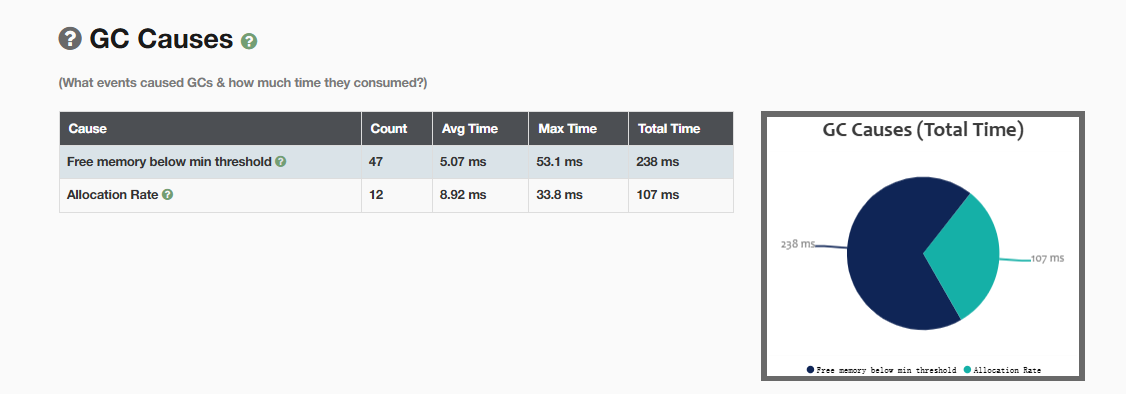 GC Causes
(What events caused GCs & how much time they consumed?)
Cause Count Avg Time Max Time Total Time
Free memory below min threshold 47 5.07 ms 53.1 ms 238 ms
Allocation Rate 12 8.92 ms 33.8 ms 107 ms
GC Causes (Total Time)
238 ms
107 ms
Free memory below min threshold Allocation Rate